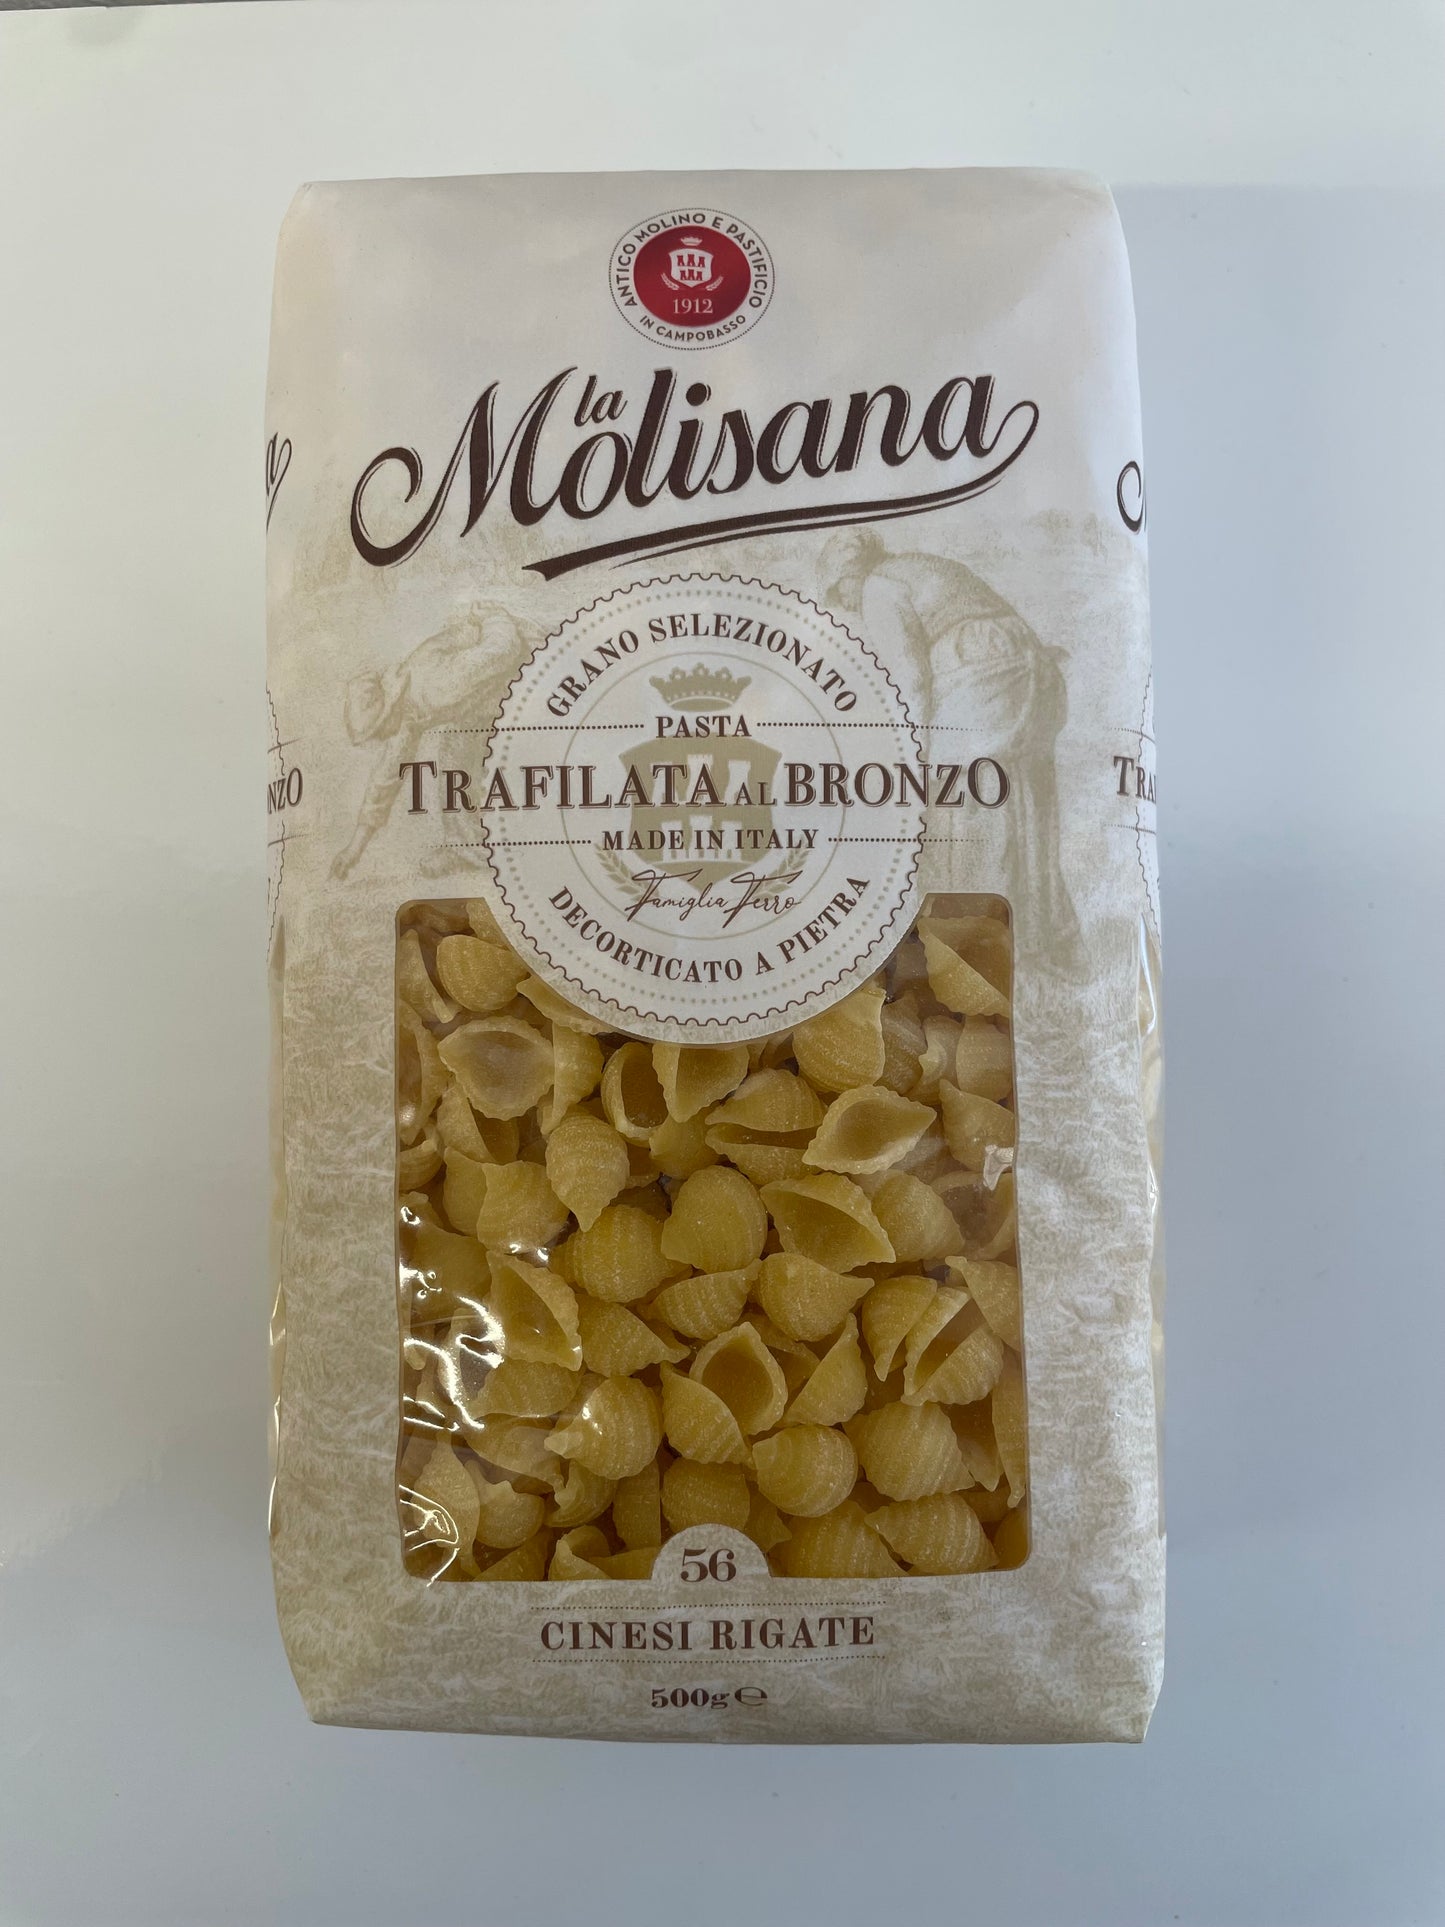 ANTICO MOLINO E PASTIFICIO
1912
IN CAMPOBASSO
la
Molisana
GRANO SELEZIONATO
PASTA
TRAFILATA AL BRONZO
MADE IN ITALY
Famiglia Ferro
DECORTICATO A PIETRA
56
CINESI RIGATE
500g ℮